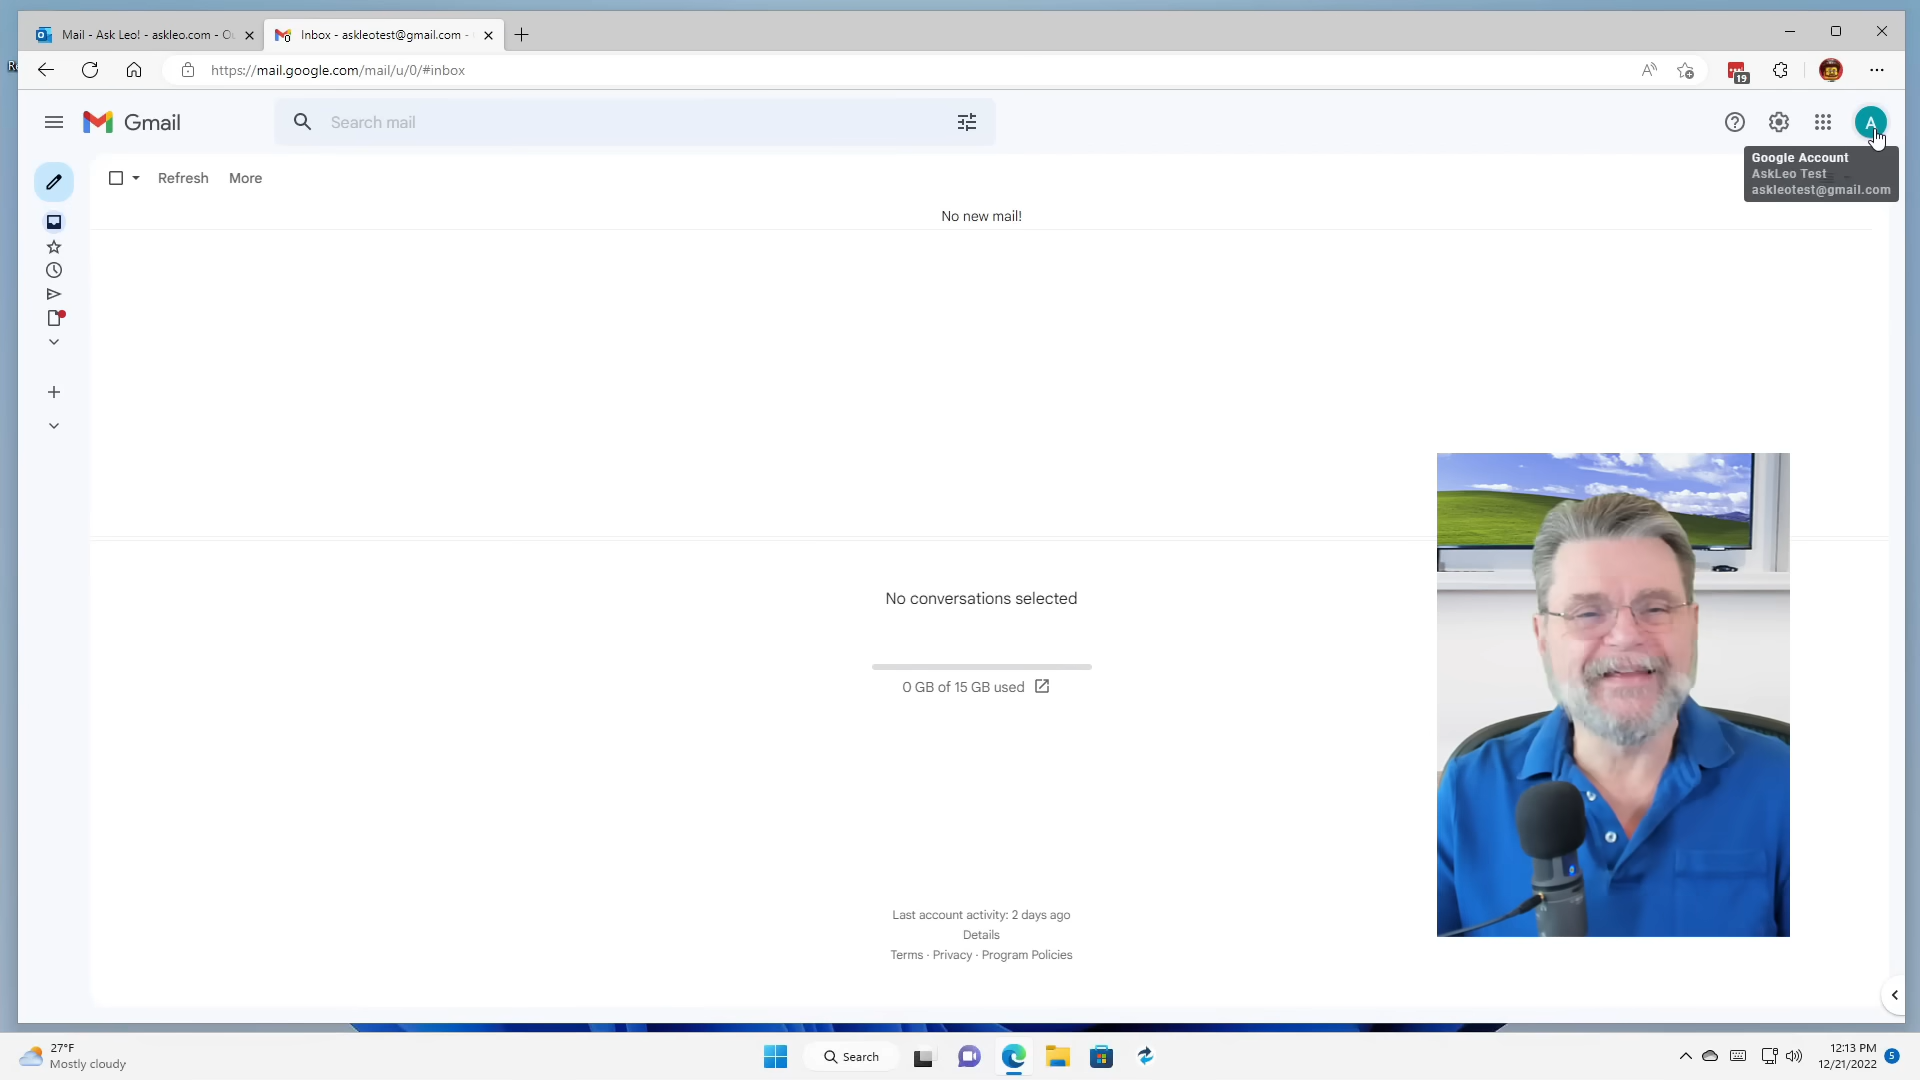 Mail - Ask Leo! - askleo.com - Ou
Inbox - askleotest@gmail.com -
https://mail.google.com/mail/u/0/#inbox
19
Gmail
Search mail
A
Google Account
AskLeo Test
askleotest@gmail.com
Refresh
More
No new mail!
No conversations selected
0 GB of 15 GB used
Last account activity: 2 days ago
Details
Terms · Privacy · Program Policies
27°F
Mostly cloudy
Search
12:13 PM
12/21/2022
5